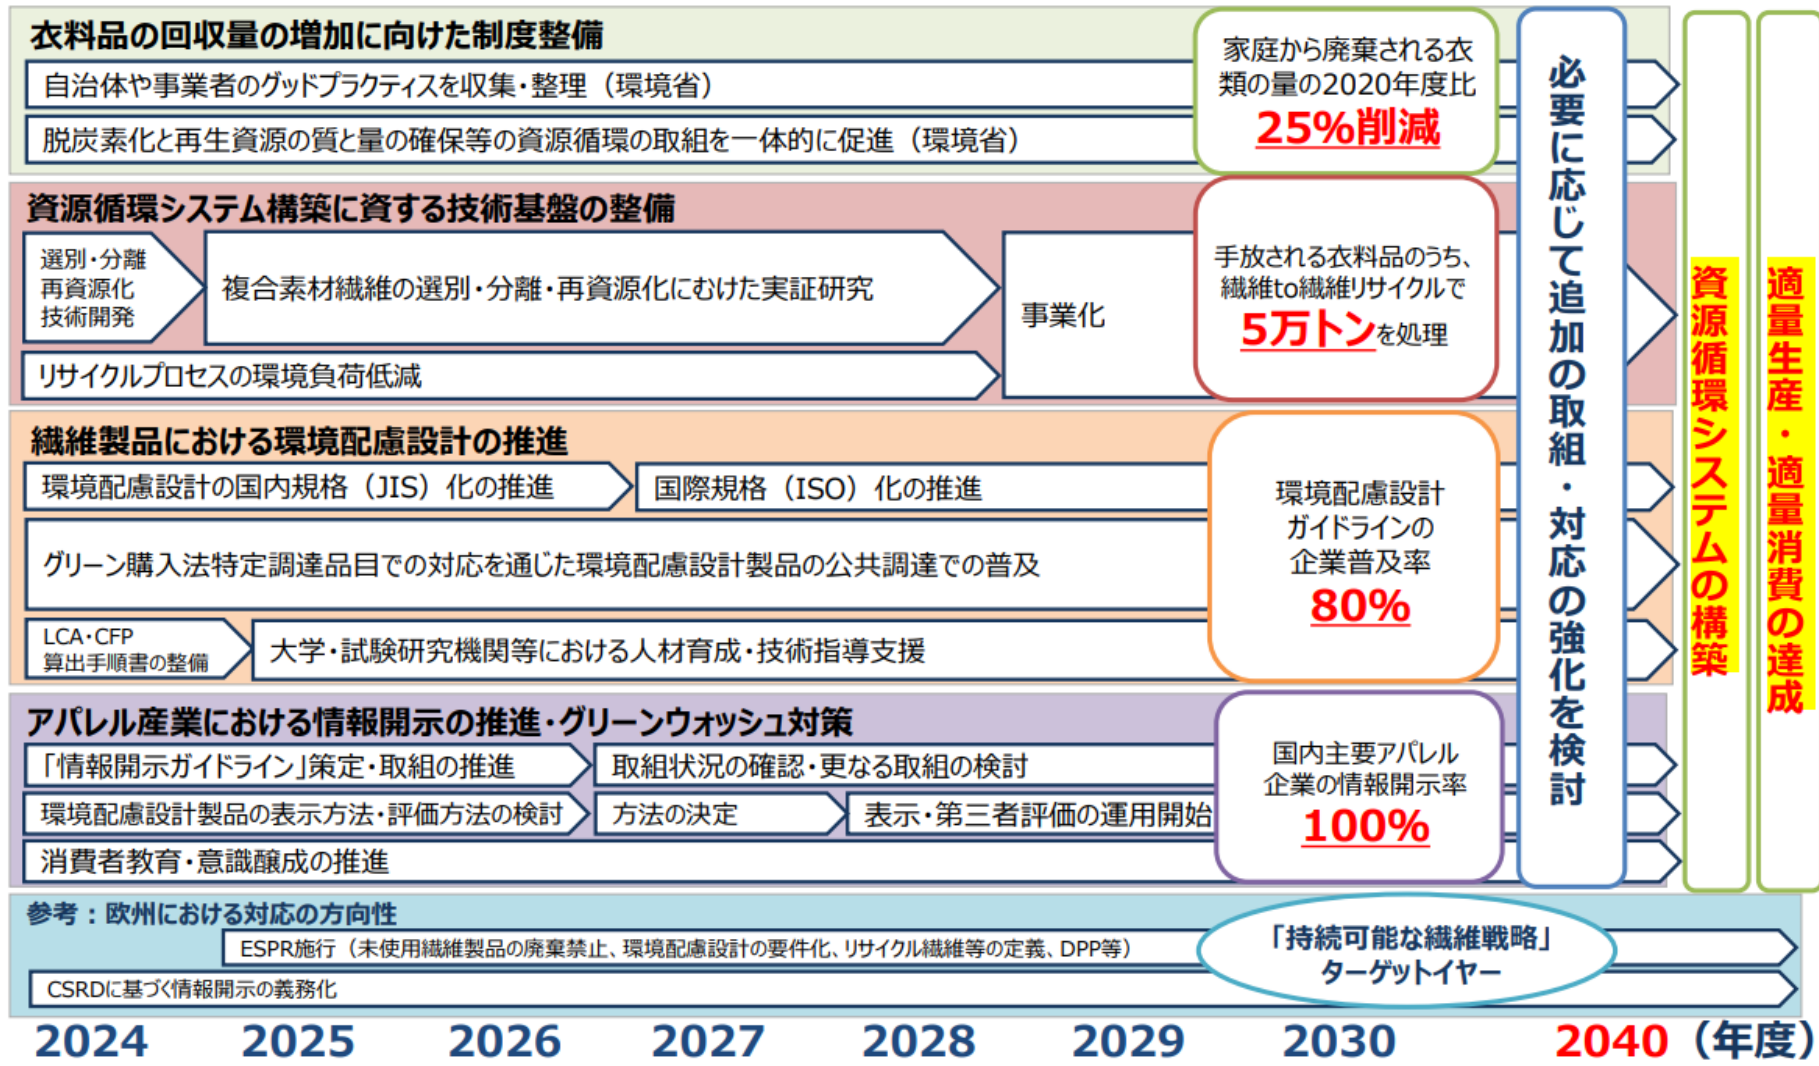 衣料品の回収量の増加に向けた制度整備
自治体や事業者のグッドプラクティスを収集・整理（環境省）
脱炭素化と再生資源の質と量の確保等の資源循環の取組を一体的に促進（環境省）
家庭から廃棄される衣
類の量の2020年度比
25%削減
資源循環システム構築に資する技術基盤の整備
選別・分離
再資源化
技術開発
複合素材繊維の選別・分離・再資源化にむけた実証研究
リサイクルプロセスの環境負荷低減
事業化
手放される衣料品のうち、
繊維to繊維リサイクルで
5万トンを処理
繊維製品における環境配慮設計の推進
環境配慮設計の国内規格（JIS）化の推進
国際規格（ISO）化の推進
グリーン購入法特定調達品目での対応を通じた環境配慮設計製品の公共調達での普及
LCA・CFP
算出手順書の整備
大学・試験研究機関等における人材育成・技術指導支援
環境配慮設計
ガイドラインの
企業普及率
80%
アパレル産業における情報開示の推進・グリーンウォッシュ対策
「情報開示ガイドライン」策定・取組の推進
取組状況の確認・更なる取組の検討
環境配慮設計製品の表示方法・評価方法の検討
方法の決定
表示・第三者評価の運用開始
消費者教育・意識醸成の推進
国内主要アパレル
企業の情報開示率
100%
必要に応じて追加の取組・対応の強化を検討
資源循環システムの構築
適量生産・適量消費の達成
参考：欧州における対応の方向性
ESPR施行（未使用繊維製品の廃棄禁止、環境配慮設計の要件化、リサイクル繊維等の定義、DPP等）
CSRDに基づく情報開示の義務化
「持続可能な繊維戦略」
ターゲットイヤー
2024 2025 2026 2027 2028 2029 2030 2040（年度）